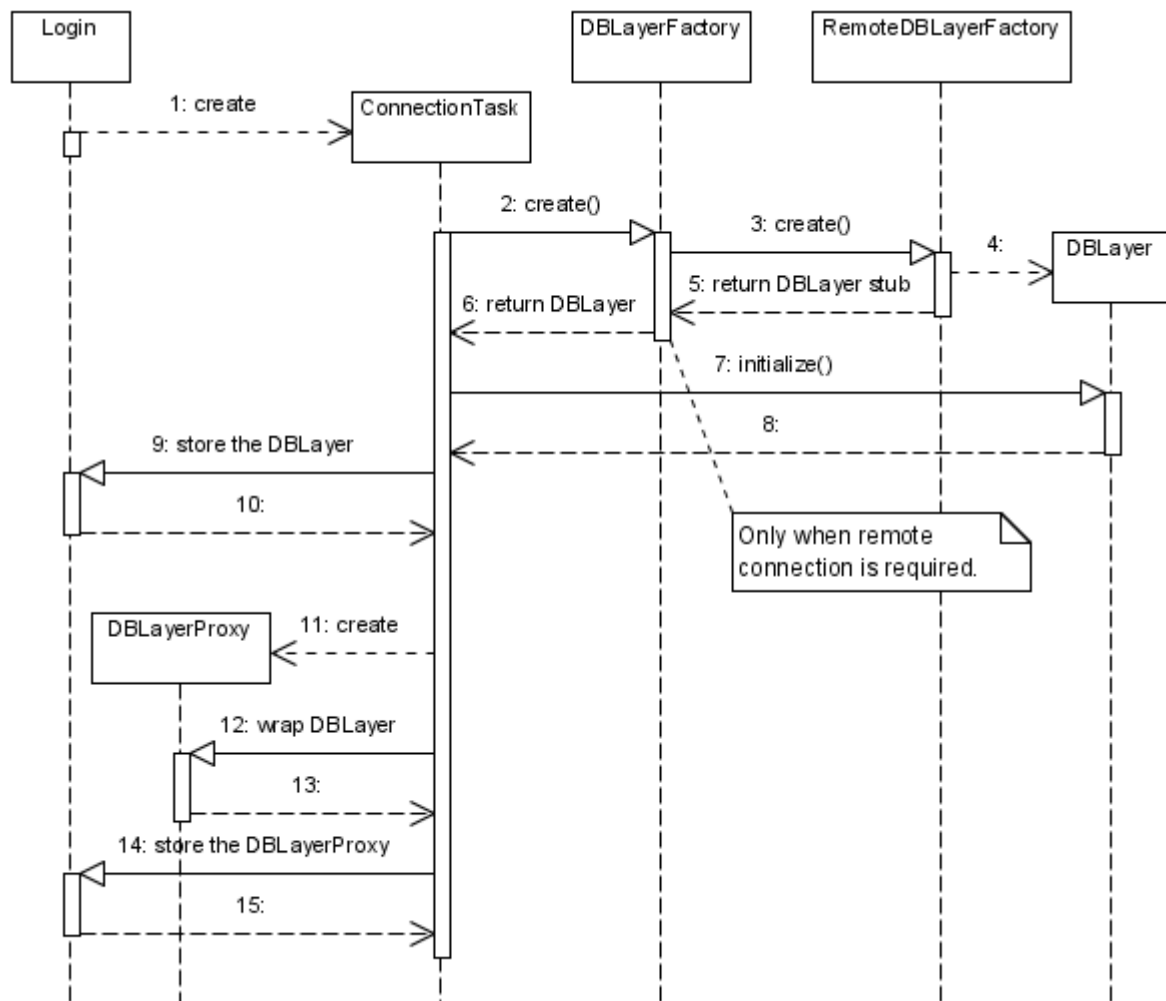 Login
DBLayerFactory
RemoteDBLayerFactory
1: create
ConnectionTask
2: create()
3: create()
4:
DBLayer
5: return DBLayer stub
6: return DBLayer
7: initialize()
8:
9: store the DBLayer
10:
Only when remote
connection is required.
DBLayerProxy
11: create
12: wrap DBLayer
13:
14: store the DBLayerProxy
15: